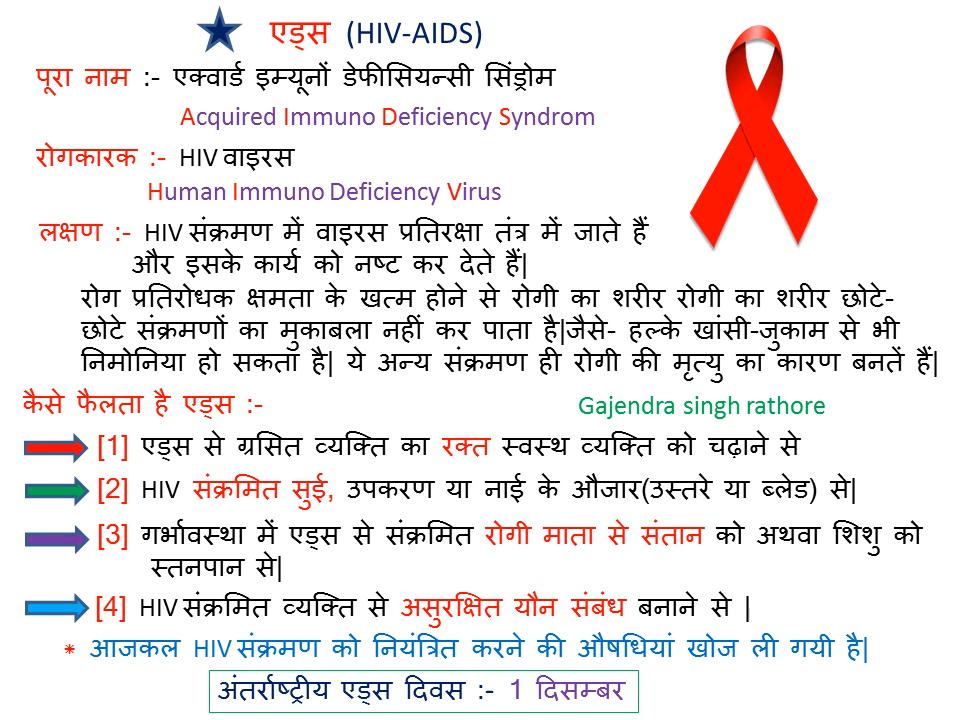 एड्स (HIV-AIDS)
पूरा नाम :- एक्वार्ड इम्यूनों डेफीसियन्सी सिंड्रोम
Acquired Immuno Deficiency Syndrom
रोगकारक :- HIV वाइरस
Human Immuno Deficiency Virus
लक्षण :- HIV संक्रमण में वाइरस प्रतिरक्षा तंत्र में जाते हैं
और इसके कार्य को नष्ट कर देते हैं|
रोग प्रतिरोधक क्षमता के खत्म होने से रोगी का शरीर रोगी का शरीर छोटे-
छोटे संक्रमणों का मुकाबला नहीं कर पाता है|जैसे- हल्के खांसी-जुकाम से भी
निमोनिया हो सकता है| ये अन्य संक्रमण ही रोगी की मृत्यु का कारण बनतें हैं|
कैसे फैलता है एड्स :-
Gajendra singh rathore
[1] एड्स से ग्रसित व्यक्ति का रक्त स्वस्थ व्यक्ति को चढ़ाने से
[2] HIV संक्रमित सुई, उपकरण या नाई के औजार(उस्तरे या ब्लेड) से|
[3] गर्भावस्था में एड्स से संक्रमित रोगी माता से संतान को अथवा शिशु को
स्तनपान से|
[4] HIV संक्रमित व्यक्ति से असुरक्षित यौन संबंध बनाने से |
* आजकल HIV संक्रमण को नियंत्रित करने की औषधियां खोज ली गयी है|
अंतर्राष्ट्रीय एड्स दिवस :- 1 दिसम्बर